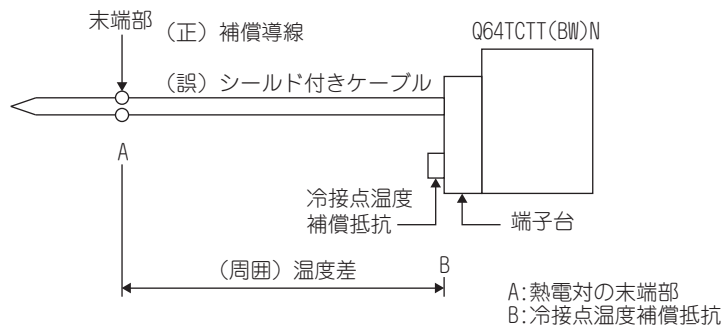 末端部
(正) 補償導線
Q64TCTT(BW)N
(誤) シールド付きケーブル
A
冷接点温度
補償抵抗
端子台
(周囲) 温度差
B
A:熱電対の末端部
B:冷接点温度補償抵抗